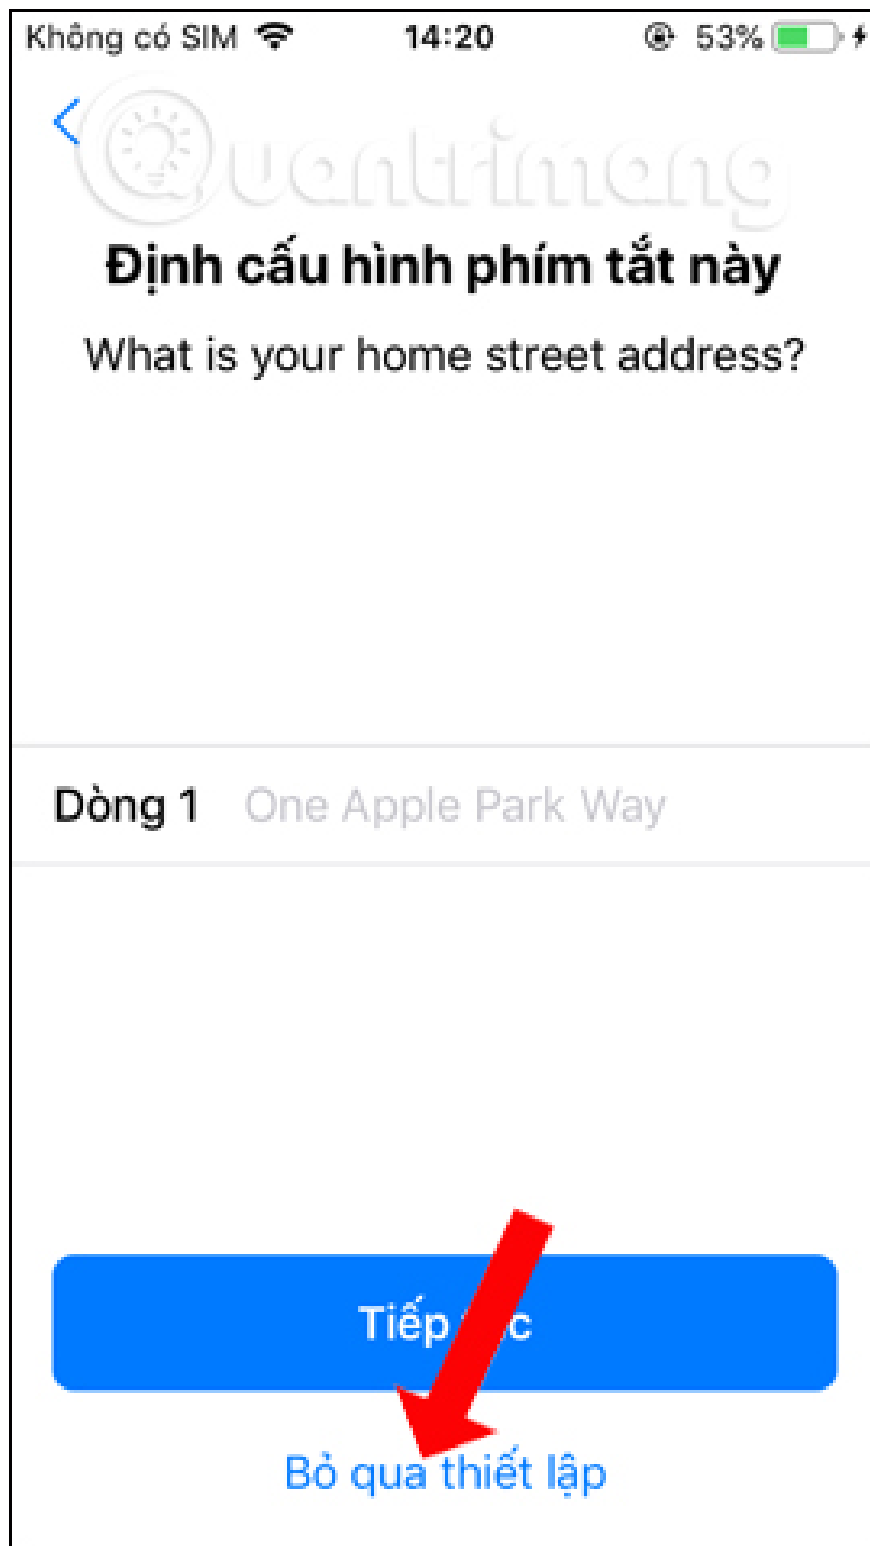 Không có SIM 14:20 53%
Quantrimang
Định cấu hình phím tắt này
What is your home street address?
Dòng 1 One Apple Park Way
Tiếp
Bỏ qua thiết lập